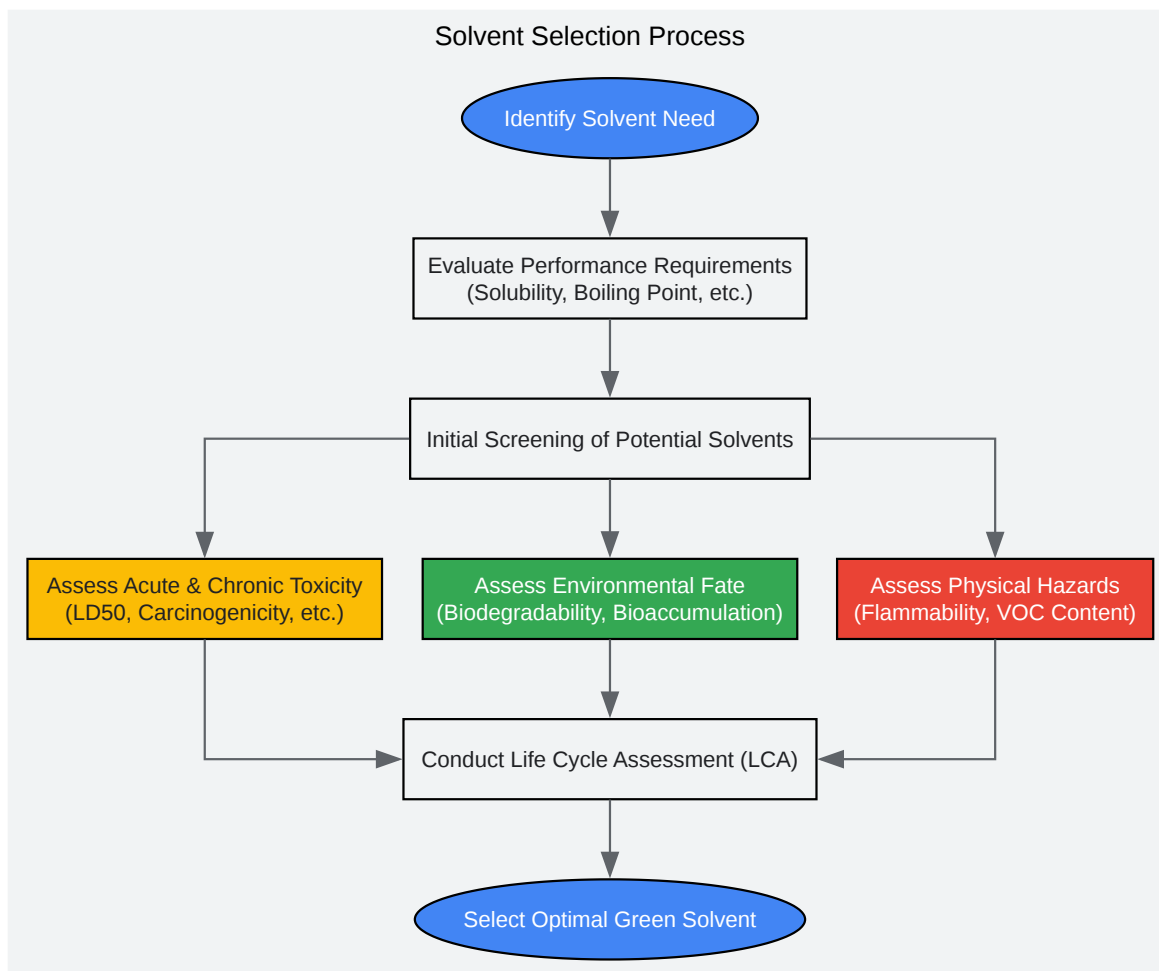 Solvent Selection Process
Identify Solvent Need
Evaluate Performance Requirements
(Solubility, Boiling Point, etc.)
Initial Screening of Potential Solvents
Assess Acute & Chronic Toxicity
(LD50, Carcinogenicity, etc.)
Assess Environmental Fate
(Biodegradability, Bioaccumulation)
Assess Physical Hazards
(Flammability, VOC Content)
Conduct Life Cycle Assessment (LCA)
Select Optimal Green Solvent